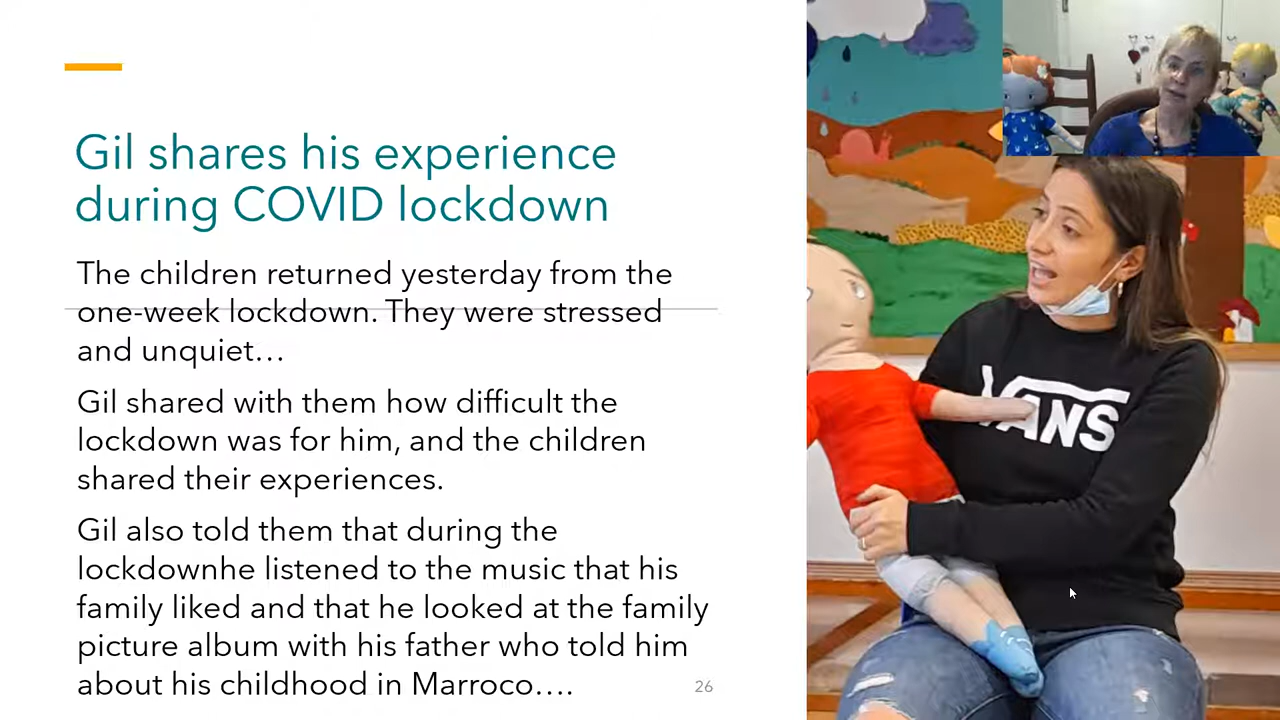 Gil shares his experience
during COVID lockdown
The children returned yesterday from the
one-week lockdown. They were stressed
and unquiet…
Gil shared with them how difficult the
lockdown was for him, and the children
shared their experiences.
Gil also told them that during the
lockdownhe listened to the music that his
family liked and that he looked at the family
picture album with his father who told him
about his childhood in Marroco….
26
VANS